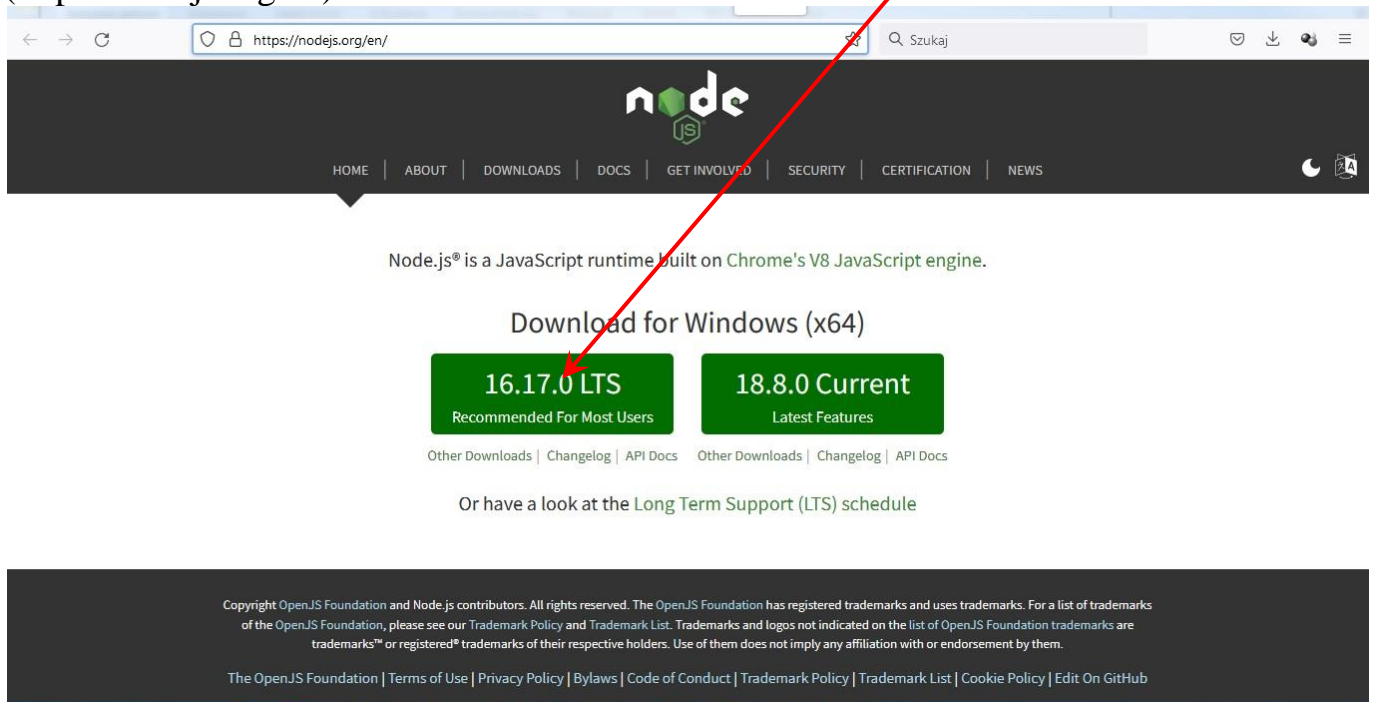 https://nodejs.org/en/
Szukaj
node
JS
HOME | ABOUT | DOWNLOADS | DOCS | GET INVOLVED | SECURITY | CERTIFICATION | NEWS
Node.js® is a JavaScript runtime built on Chrome's V8 JavaScript engine.
Download for Windows (x64)
16.17.0 LTS
Recommended For Most Users
18.8.0 Current
Latest Features
Other Downloads | Changelog | API Docs
Other Downloads | Changelog | API Docs
Or have a look at the Long Term Support (LTS) schedule
Copyright OpenJS Foundation and Node.js contributors. All rights reserved. The OpenJS Foundation has registered trademarks and uses trademarks. For a list of trademarks
of the OpenJS Foundation, please see our Trademark Policy and Trademark List. Trademarks and logos not indicated on the list of OpenJS Foundation trademarks are
trademarks™ or registered® trademarks of their respective holders. Use of them does not imply any affiliation with or endorsement by them.
The OpenJS Foundation | Terms of Use | Privacy Policy | Bylaws | Code of Conduct | Trademark Policy | Trademark List | Cookie Policy | Edit On GitHub